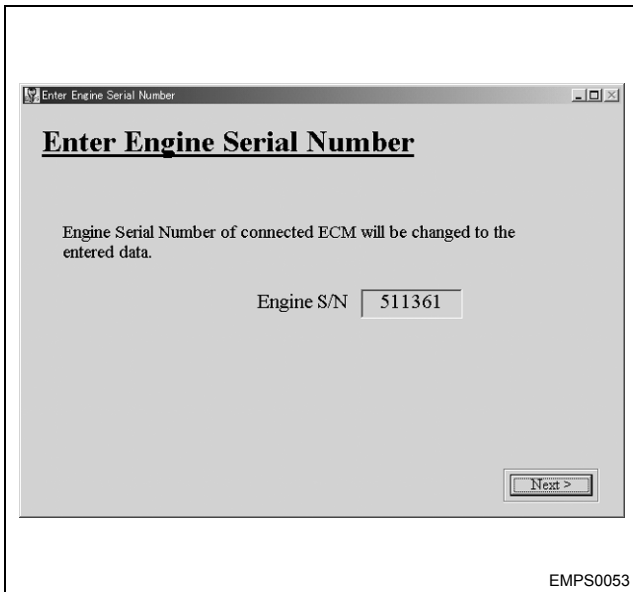 Enter Engine Serial Number
Enter Engine Serial Number
Engine Serial Number of connected ECM will be changed to the
entered data.
Engine S/N 511361
Next >
EMPS0053